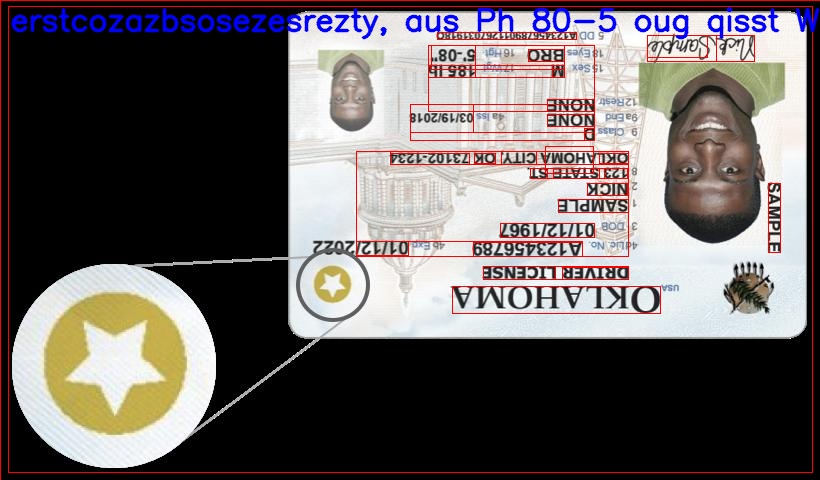 erstcozazbsosezesrezty, aus Ph 80-5 oug qisst W
USA OKLAHOMA
DRIVER LICENSE
4d Lic. No. A123456789 4b Exp 01/12/2022
3 DOB 01/12/1967
1 SAMPLE
2 NICK
8 123 STATE ST
OKLAHOMA CITY, OK 73102-1234
9 Class D
9a End NONE 4a Iss 03/19/2018
12 Restr NONE
15 Sex M 17 Wgt 185 lb
18 Eyes BRO 16 Hgt 5'-08"
5 DD
SAMPLE
Nick Sample